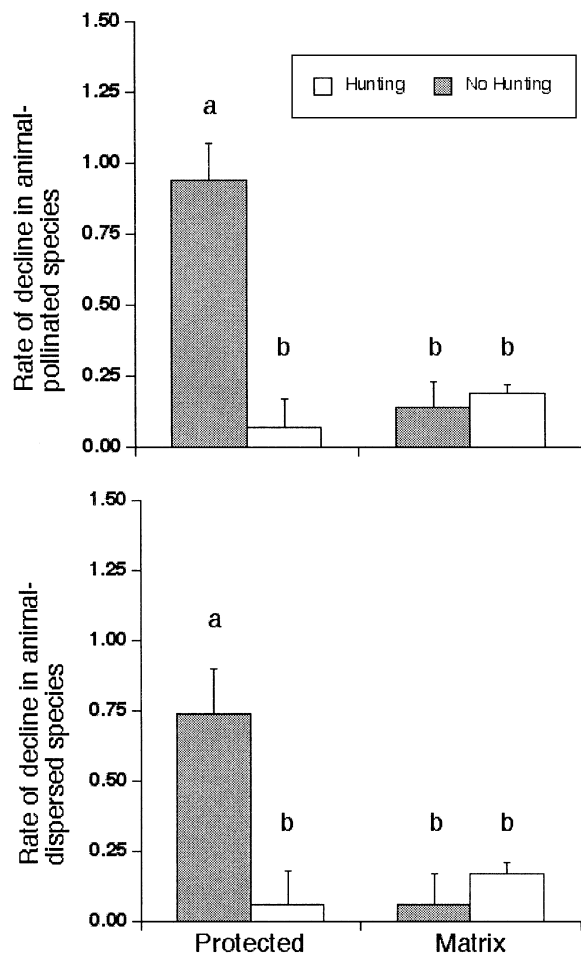 1.50
Hunting No Hunting
1.25
a
1.00
0.75
0.50
b b b
0.25
0.00
Rate of decline in animal-
pollinated species
1.50
1.25
1.00
a
0.75
0.50
b b b
0.25
0.00
Rate of decline in animal-
dispersed species
Protected Matrix